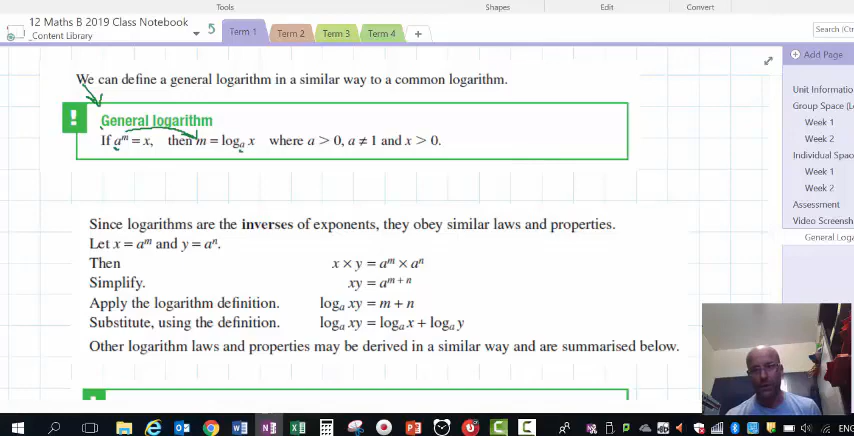 Tools
Shapes
Edit
Convert
12 Maths B 2019 Class Notebook
_Content Library
Term 1
Term 2
Term 3
Term 4
+
Search (Ctr
Add Page
Unit Informatio
Group Space [L
Week 1
Week 2
Individual Spac
Week 1
Week 2
Assessment
Video Screensh
General Loga
We can define a general logarithm in a similar way to a common logarithm.
!
General logarithm
If aᵐ = x, then m = logₐ x where a > 0, a ≠ 1 and x > 0.
Since logarithms are the inverses of exponents, they obey similar laws and properties.
Let x = aᵐ and y = aⁿ.
Then x × y = aᵐ × aⁿ
Simplify. xy = aᵐ⁺ⁿ
Apply the logarithm definition. logₐ xy = m + n
Substitute, using the definition. logₐ xy = logₐ x + logₐ y
Other logarithm laws and properties may be derived in a similar way and are summarised below.
ENG